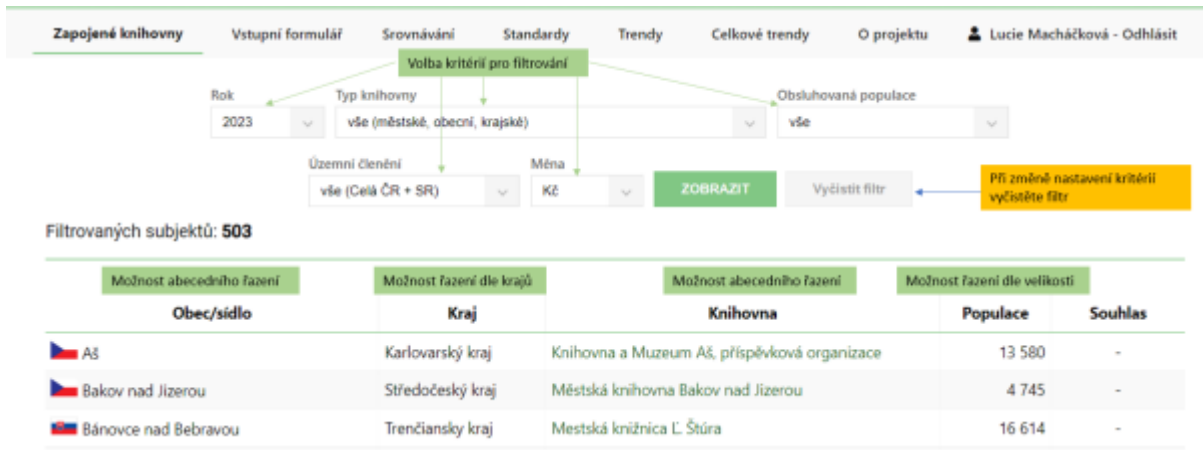 Zapojené knihovny Vstupní formulář Srovnávání Standardy Trendy Celkové trendy O projektu Lucie Macháčková - Odhlásit
Volba kritérií pro filtrování
Rok Typ knihovny Obsluhovaná populace
2023 vše (městské, obecní, krajské) vše
Územní členění Měna
vše (Celá ČR + SR) Kč ZOBRAZIT Vyčistit filtr
Při změně nastavení kritérií
vyčistěte filtr
Filtrovaných subjektů: 503
Možnost abecedního řazení Možnost řazení dle krajů Možnost abecedního řazení Možnost řazení dle velikosti
Obec/sídlo Kraj Knihovna Populace Souhlas
Aš Karlovarský kraj Knihovna a Muzeum Aš, příspěvková organizace 13 580 -
Bakov nad Jizerou Středočeský kraj Městská knihovna Bakov nad Jizerou 4 745 -
Bánovce nad Bebravou Trenčiansky kraj Mestská knižnica Ľ. Štúra 16 614 -